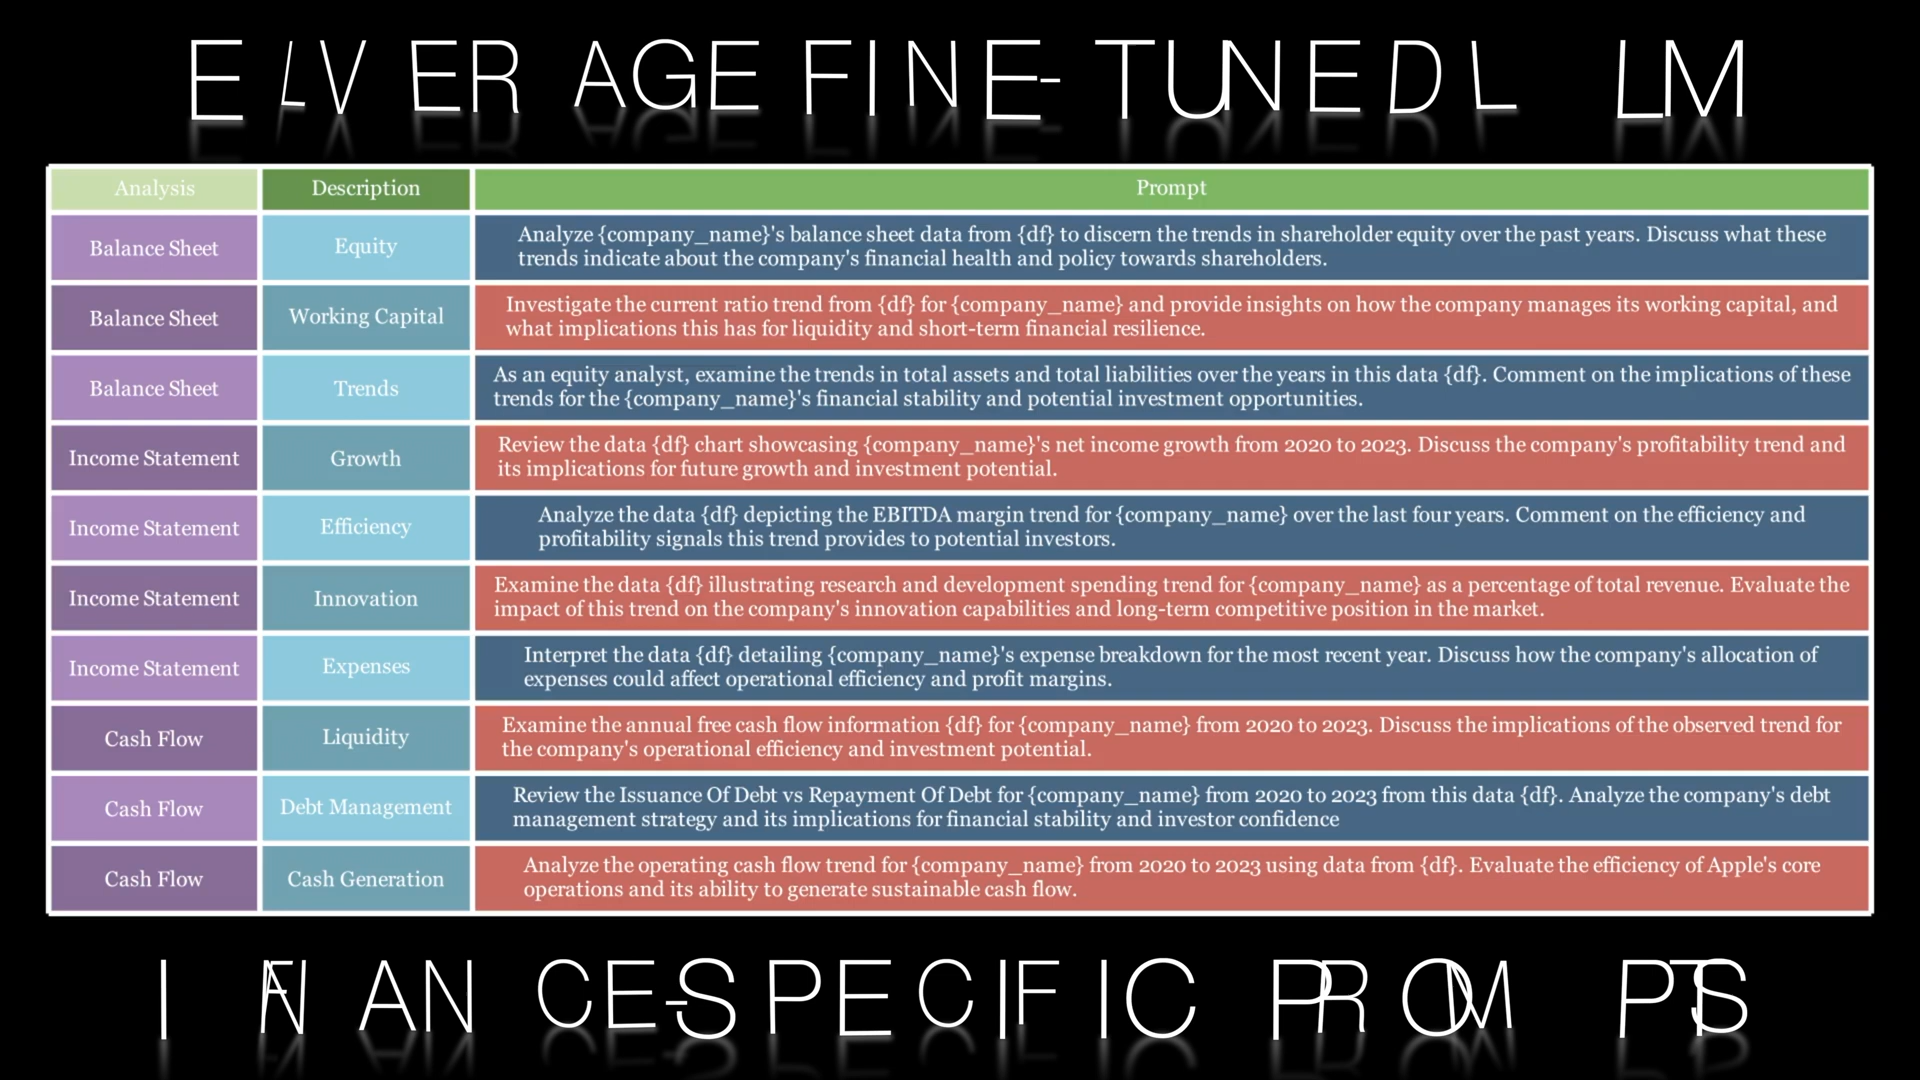 LEVERAGE FINE-TUNED LLM
Analysis Description Prompt
Balance Sheet Equity Analyze {company_name}'s balance sheet data from {df} to discern the trends in shareholder equity over the past years. Discuss what these
trends indicate about the company's financial health and policy towards shareholders.
Balance Sheet Working Capital Investigate the current ratio trend from {df} for {company_name} and provide insights on how the company manages its working capital, and
what implications this has for liquidity and short-term financial resilience.
Balance Sheet Trends As an equity analyst, examine the trends in total assets and total liabilities over the years in this data {df}. Comment on the implications of these
trends for the {company_name}'s financial stability and potential investment opportunities.
Income Statement Growth Review the data {df} chart showcasing {company_name}'s net income growth from 2020 to 2023. Discuss the company's profitability trend and
its implications for future growth and investment potential.
Income Statement Efficiency Analyze the data {df} depicting the EBITDA margin trend for {company_name} over the last four years. Comment on the efficiency and
profitability signals this trend provides to potential investors.
Income Statement Innovation Examine the data {df} illustrating research and development spending trend for {company_name} as a percentage of total revenue. Evaluate the
impact of this trend on the company's innovation capabilities and long-term competitive position in the market.
Income Statement Expenses Interpret the data {df} detailing {company_name}'s expense breakdown for the most recent year. Discuss how the company's allocation of
expenses could affect operational efficiency and profit margins.
Cash Flow Liquidity Examine the annual free cash flow information {df} for {company_name} from 2020 to 2023. Discuss the implications of the observed trend for
the company's operational efficiency and investment potential.
Cash Flow Debt Management Review the Issuance Of Debt vs Repayment Of Debt for {company_name} from 2020 to 2023 from this data {df}. Analyze the company's debt
management strategy and its implications for financial stability and investor confidence
Cash Flow Cash Generation Analyze the operating cash flow trend for {company_name} from 2020 to 2023 using data from {df}. Evaluate the efficiency of Apple's core
operations and its ability to generate sustainable cash flow.
FINANCE-SPECIFIC PROMPTS